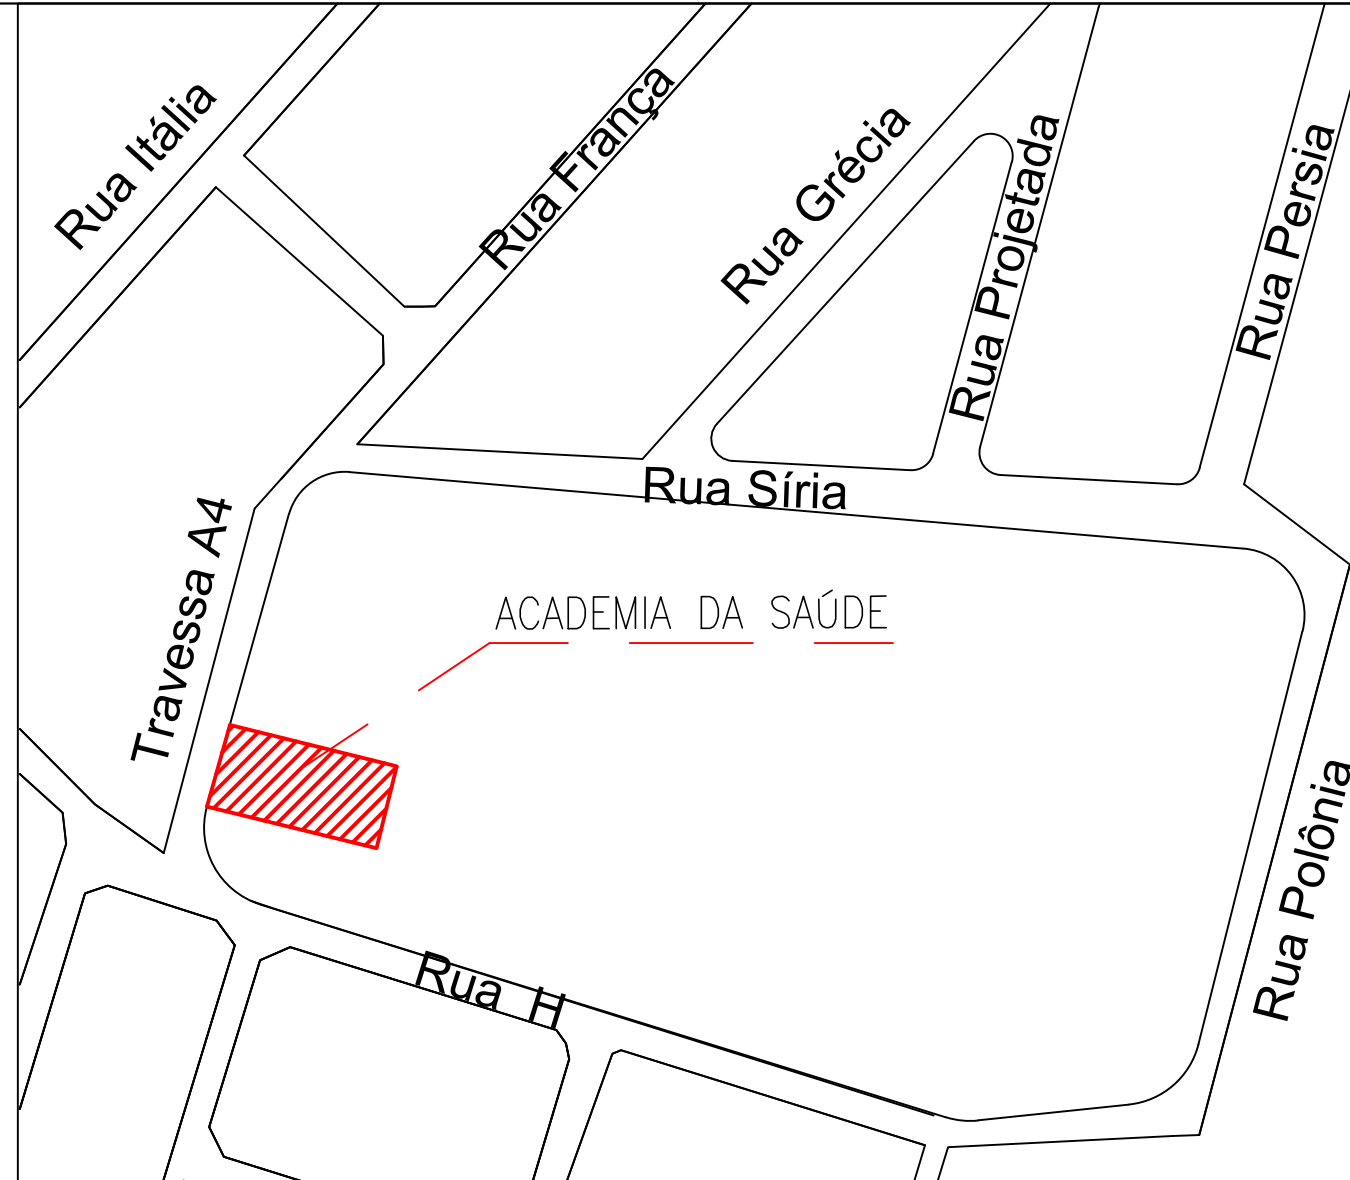 Rua Itália
Rua França
Rua Grécia
Rua Projetada
Rua Persia
Rua Síria
Travessa A4
ACADEMIA DA SAÚDE
Rua Polônia
Rua H